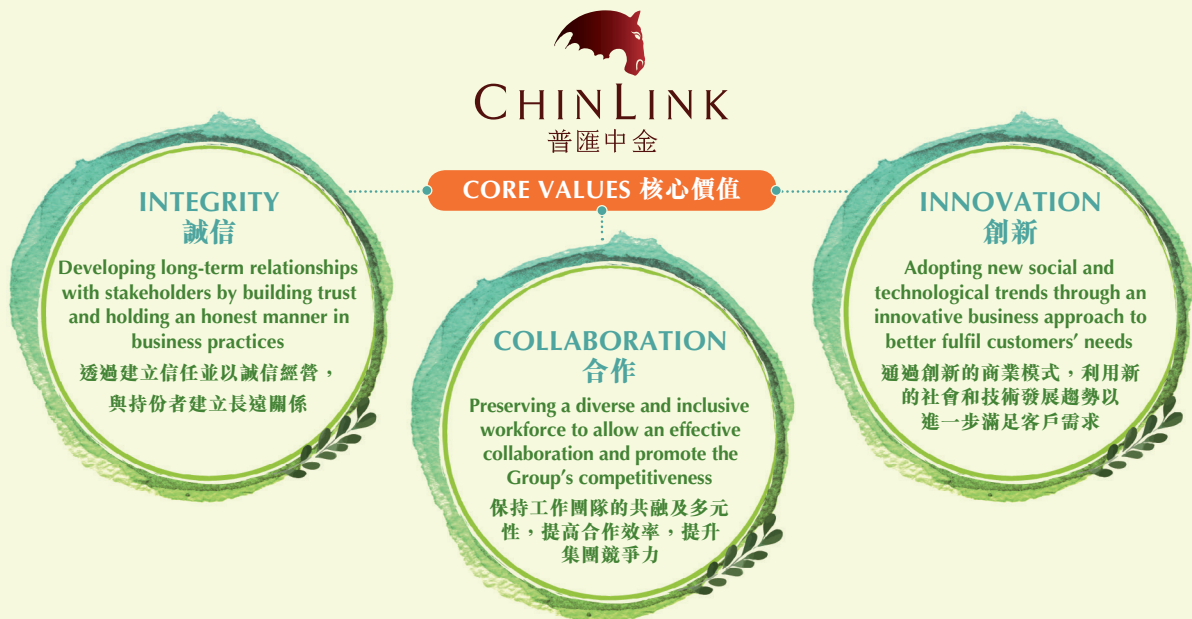 CHINLINK
普匯中金
CORE VALUES 核心價值
INTEGRITY
誠信
Developing long-term relationships
with stakeholders by building trust
and holding an honest manner in
business practices
透過建立信任並以誠信經營，
與持份者建立長遠關係
COLLABORATION
合作
Preserving a diverse and inclusive
workforce to allow an effective
collaboration and promote the
Group's competitiveness
保持工作團隊的共融及多元
性，提高合作效率，提升
集團競爭力
INNOVATION
創新
Adopting new social and
technological trends through an
innovative business approach to
better fulfil customers' needs
通過創新的商業模式，利用新
的社會和技術發展趨勢以
進一步滿足客戶需求